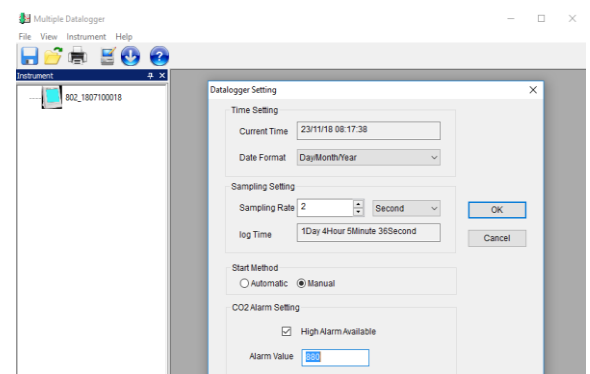 Multiple Datalogger
File View Instrument Help
Instrument
802_1807100018
Datalogger Setting
Time Setting
Current Time 23/11/18 08:17:38
Date Format Day/Month/Year
Sampling Setting
Sampling Rate 2 Second
log Time 1Day 4Hour 5Minute 36Second
OK
Cancel
Start Method
Automatic Manual
CO2 Alarm Setting
High Alarm Available
Alarm Value 880